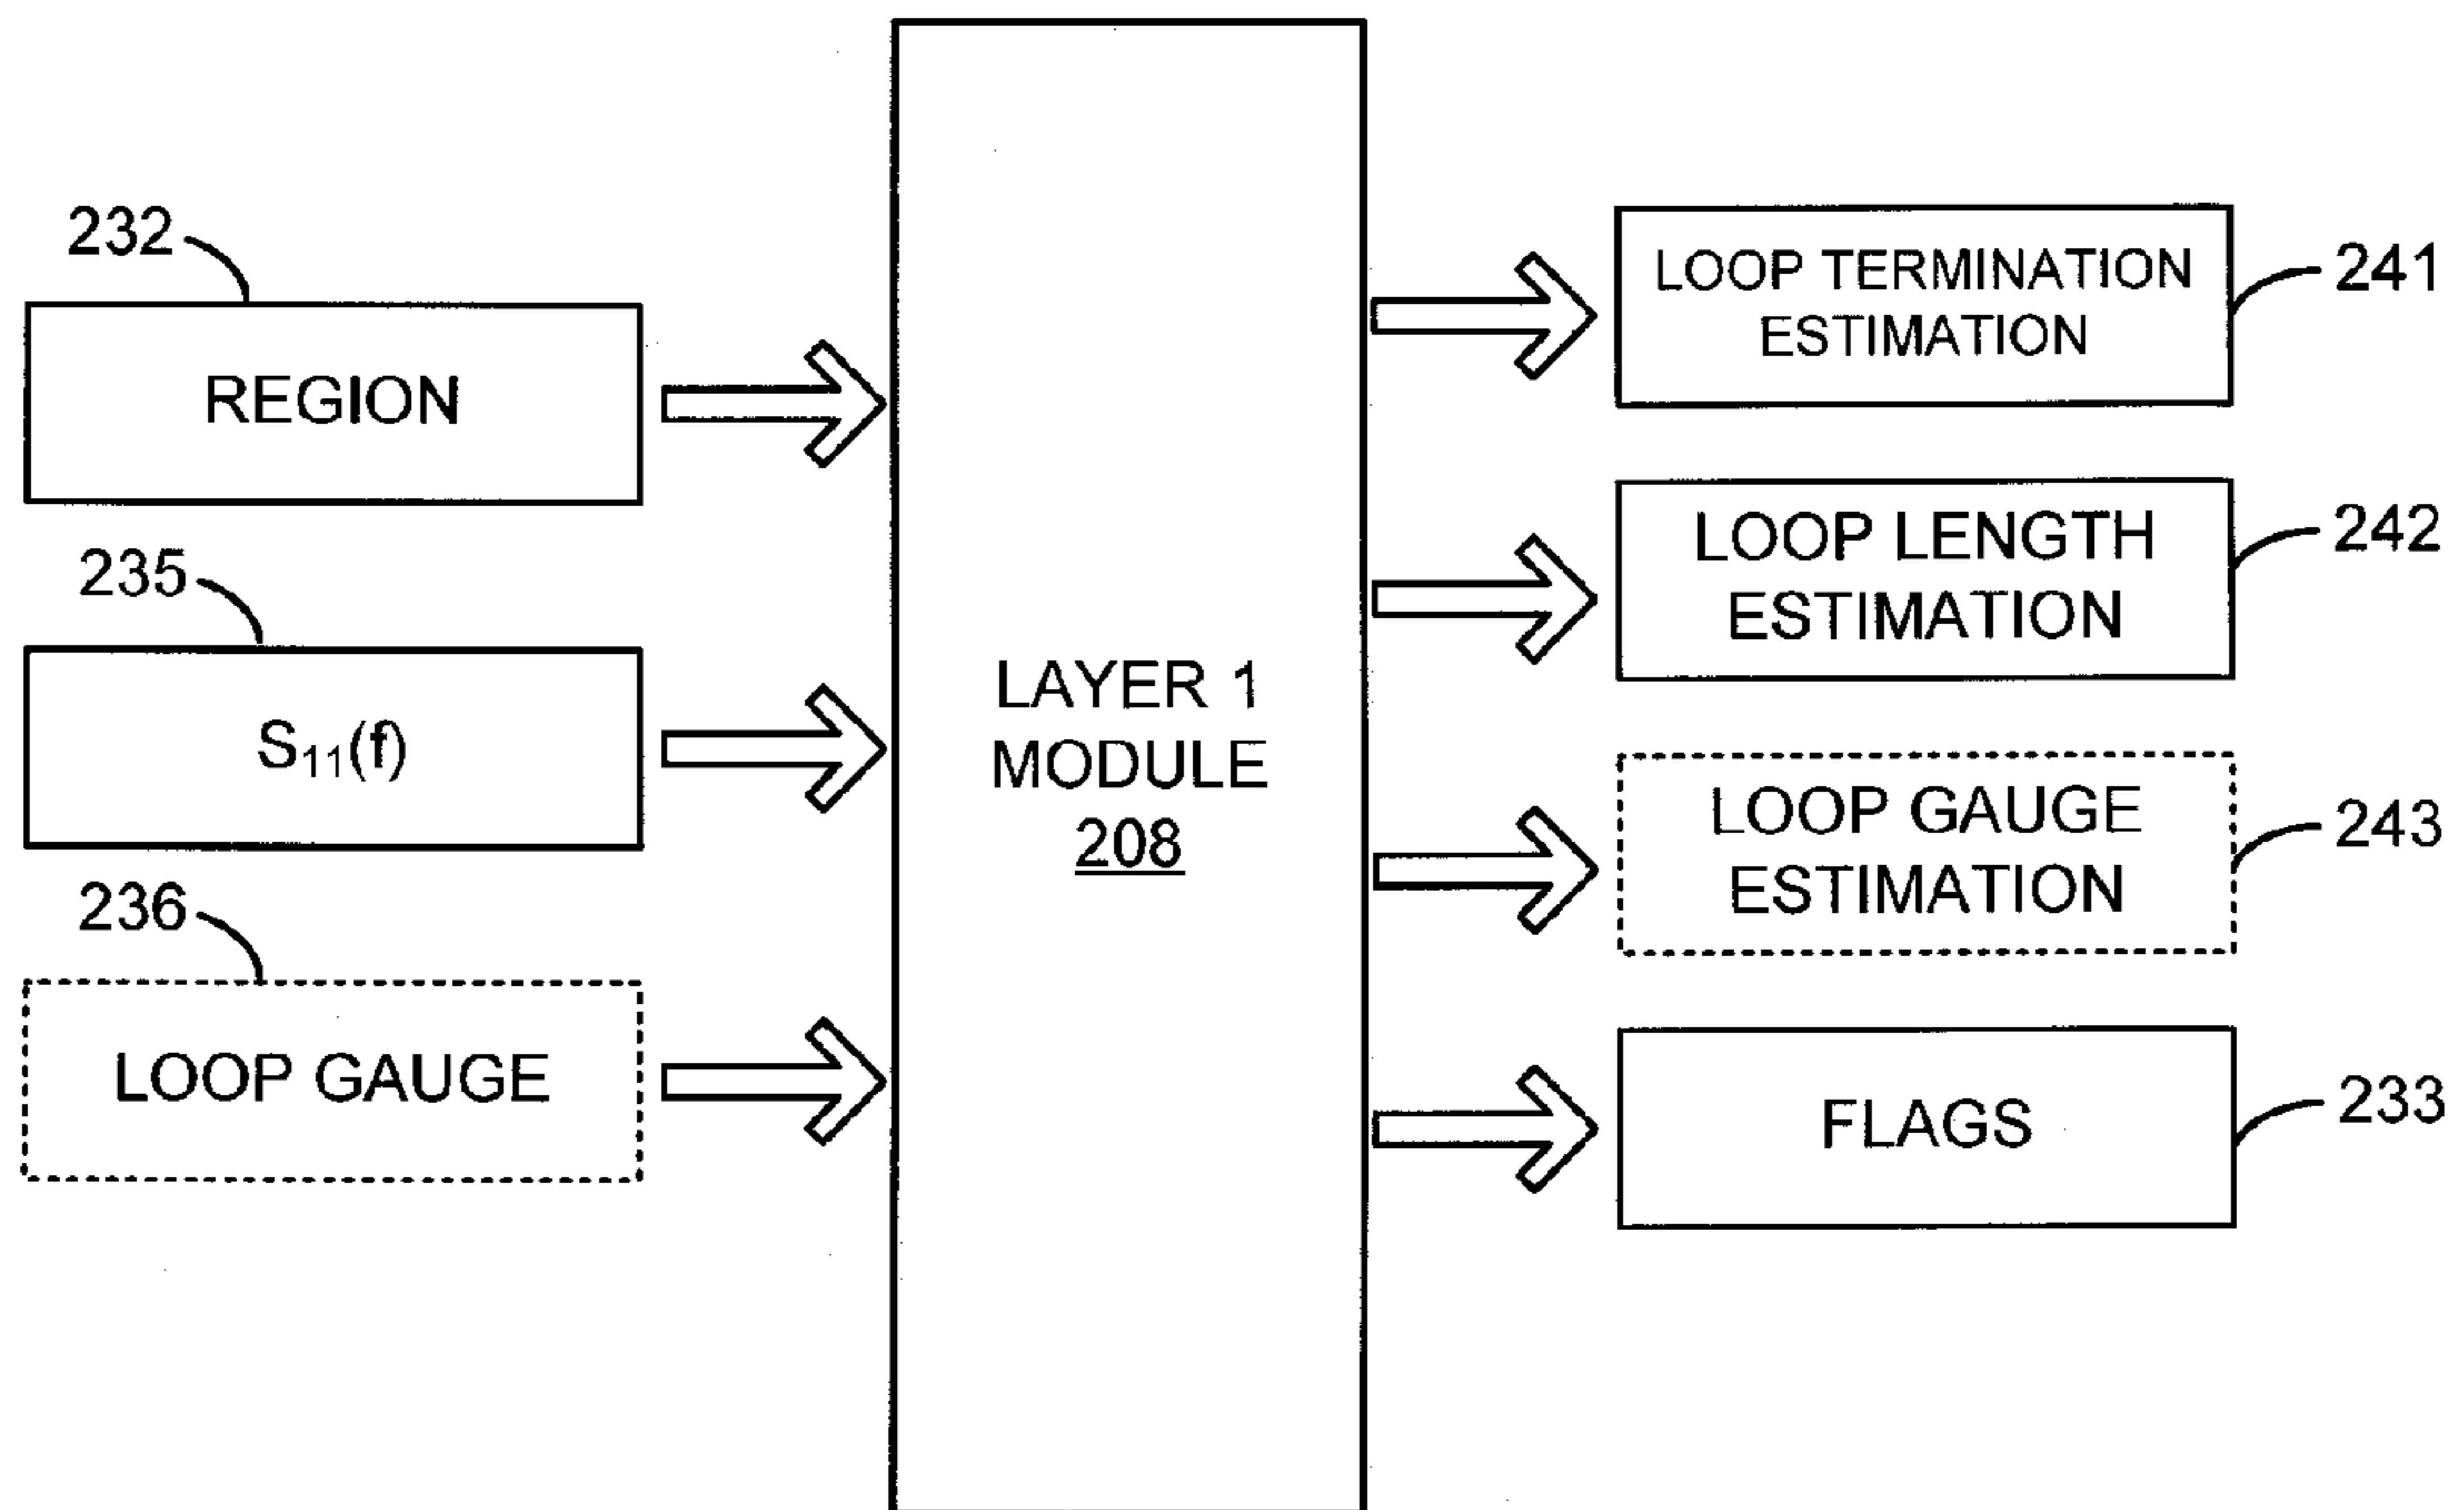 232
REGION
235
S₁₁(f)
236
LOOP GAUGE
LAYER 1
MODULE
208
LOOP TERMINATION
ESTIMATION
241
LOOP LENGTH
ESTIMATION
242
LOOP GAUGE
ESTIMATION
243
FLAGS
233